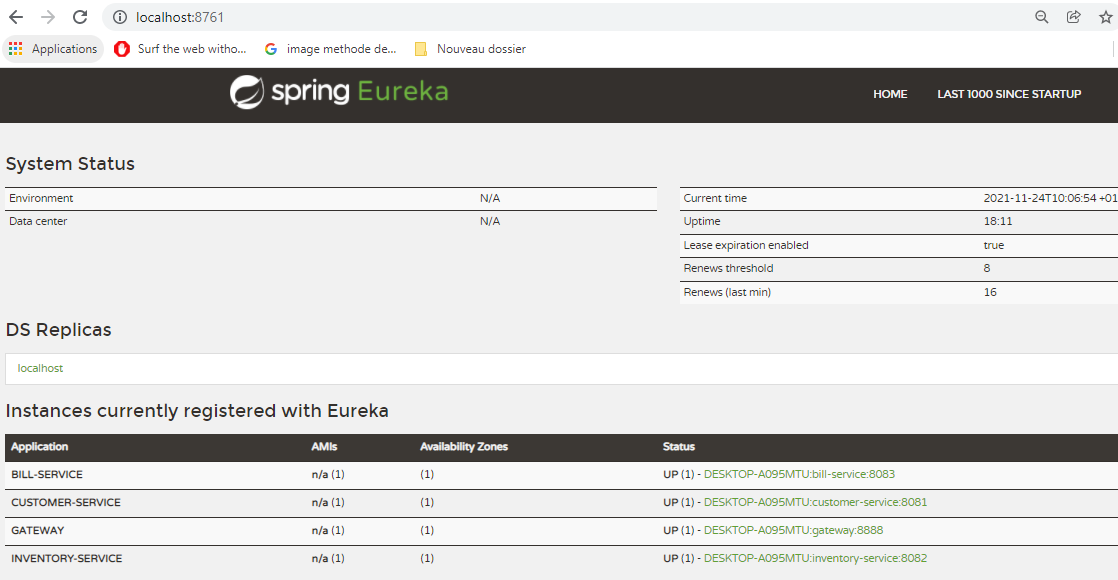 localhost:8761
Applications Surf the web witho... image methode de... Nouveau dossier
spring Eureka HOME LAST 1000 SINCE STARTUP
System Status
Environment N/A Current time 2021-11-24T10:06:54 +01
Data center N/A Uptime 18:11
Lease expiration enabled true
Renews threshold 8
Renews (last min) 16
DS Replicas
localhost
Instances currently registered with Eureka
Application AMIs Availability Zones Status
BILL-SERVICE n/a (1) (1) UP (1) - DESKTOP-A095MTU:bill-service:8083
CUSTOMER-SERVICE n/a (1) (1) UP (1) - DESKTOP-A095MTU:customer-service:8081
GATEWAY n/a (1) (1) UP (1) - DESKTOP-A095MTU:gateway:8888
INVENTORY-SERVICE n/a (1) (1) UP (1) - DESKTOP-A095MTU:inventory-service:8082